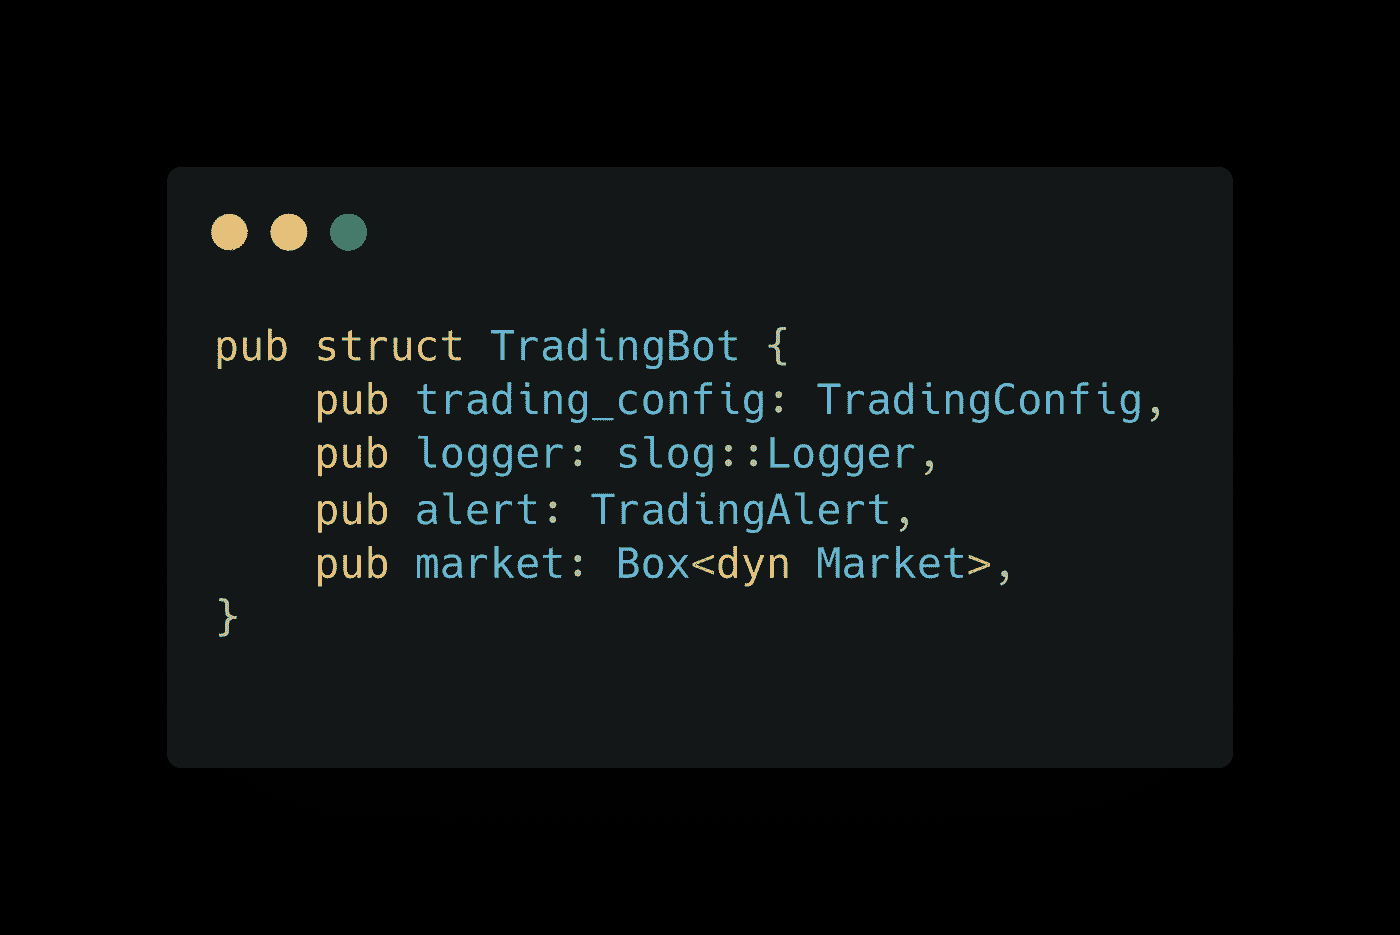 pub struct TradingBot {
    pub trading_config: TradingConfig,
    pub logger: slog::Logger,
    pub alert: TradingAlert,
    pub market: Box<dyn Market>,
}